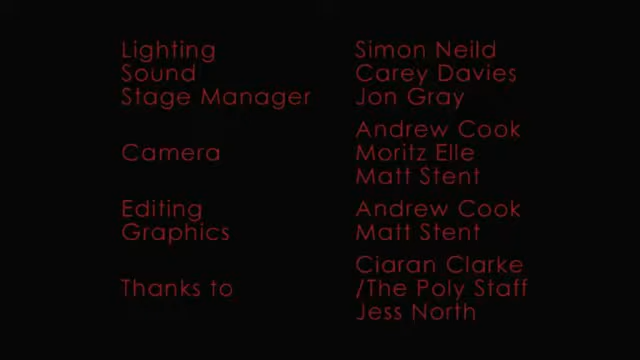 Lighting Simon Neild
Sound Carey Davies
Stage Manager Jon Gray
Andrew Cook
Camera Moritz Elle
Matt Stent
Editing Andrew Cook
Graphics Matt Stent
Ciaran Clarke
Thanks to /The Poly Staff
Jess North